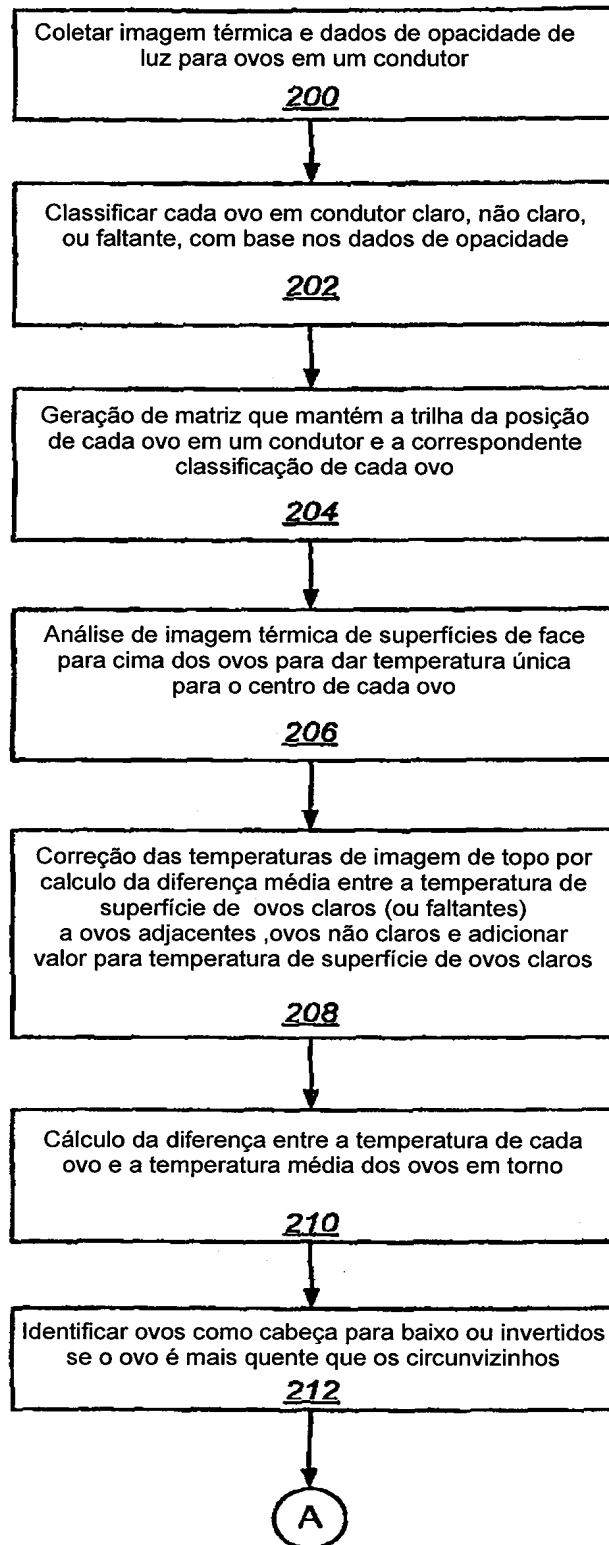 Coletar imagem térmica e dados de opacidade de
luz para ovos em um condutor
200
Classificar cada ovo em condutor claro, não claro,
ou faltante, com base nos dados de opacidade
202
Geração de matriz que mantém a trilha da posição
de cada ovo em um condutor e a correspondente
classificação de cada ovo
204
Análise de imagem térmica de superfícies de face
para cima dos ovos para dar temperatura única
para o centro de cada ovo
206
Correção das temperaturas de imagem de topo por
calculo da diferença média entre a temperatura de
superfície de ovos claros (ou faltantes)
a ovos adjacentes ,ovos não claros e adicionar
valor para temperatura de superfície de ovos claros
208
Cálculo da diferença entre a temperatura de cada
ovo e a temperatura média dos ovos em torno
210
Identificar ovos como cabeça para baixo ou invertidos
se o ovo é mais quente que os circunvizinhos
212
A